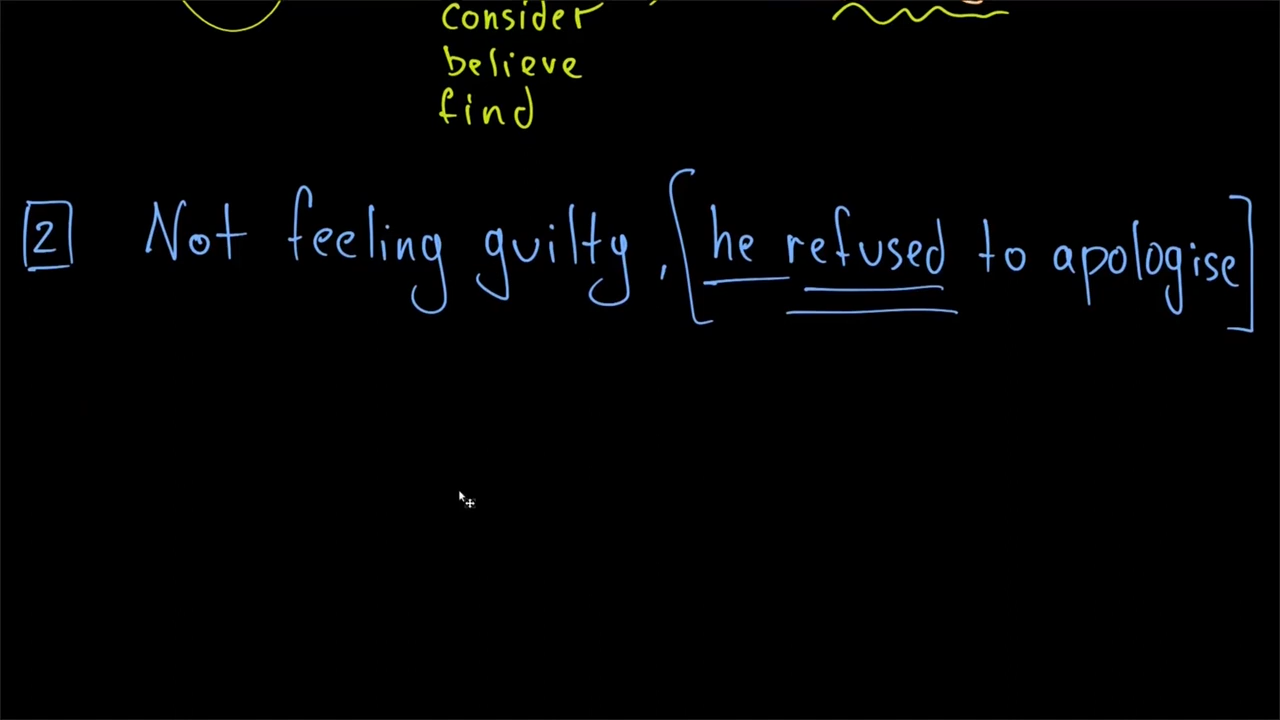 consider
believe
find
2 Not feeling guilty, [he refused to apologise]